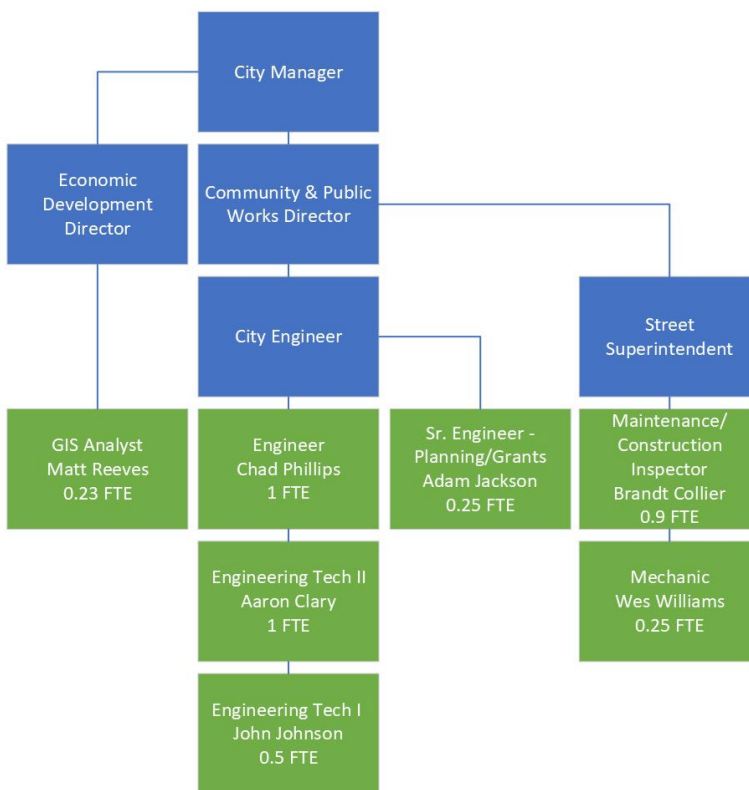 City Manager
Economic
Development
Director
Community & Public
Works Director
City Engineer
Street
Superintendent
GIS Analyst
Matt Reeves
0.23 FTE
Engineer
Chad Phillips
1 FTE
Sr. Engineer -
Planning/Grants
Adam Jackson
0.25 FTE
Maintenance/
Construction
Inspector
Brandt Collier
0.9 FTE
Engineering Tech II
Aaron Clary
1 FTE
Mechanic
Wes Williams
0.25 FTE
Engineering Tech I
John Johnson
0.5 FTE